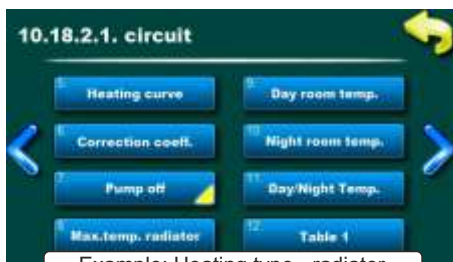 10.18.2.1. circuit
5. Heating curve
9. Day room temp.
6. Correction coeff.
10. Night room temp.
7. Pump off
11. Day/Night Temp.
8. Max.temp. radiator
12. Table 1
Example: Heating type - radiator